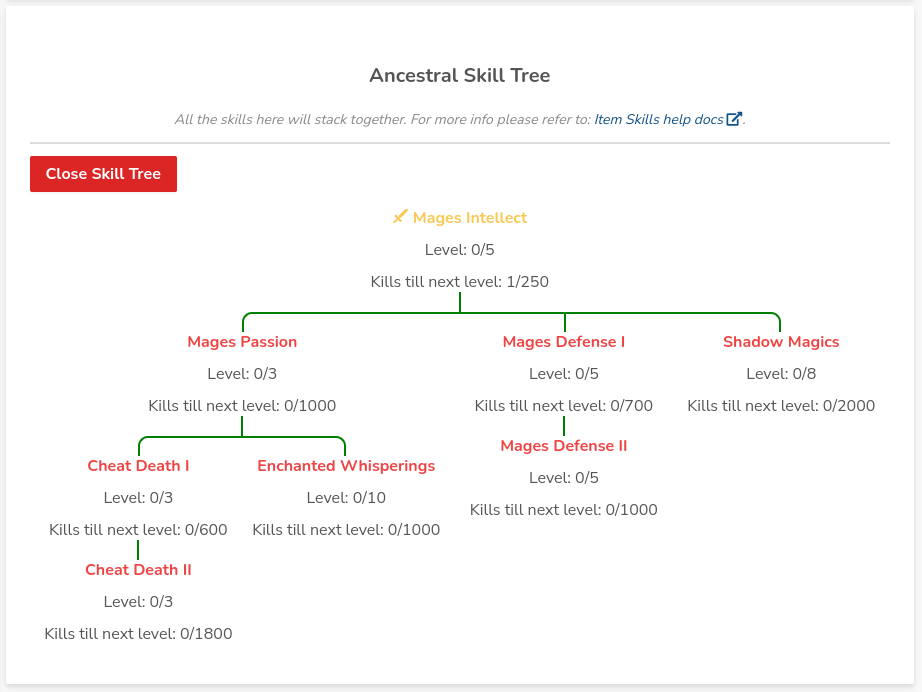 Ancestral Skill Tree
All the skills here will stack together. For more info please refer to: Item Skills help docs.
Close Skill Tree
Mages Intellect
Level: 0/5
Kills till next level: 1/250
Mages Passion
Level: 0/3
Kills till next level: 0/1000
Mages Defense I
Level: 0/5
Kills till next level: 0/700
Shadow Magics
Level: 0/8
Kills till next level: 0/2000
Cheat Death I
Level: 0/3
Kills till next level: 0/600
Enchanted Whisperings
Level: 0/10
Kills till next level: 0/1000
Mages Defense II
Level: 0/5
Kills till next level: 0/1000
Cheat Death II
Level: 0/3
Kills till next level: 0/1800